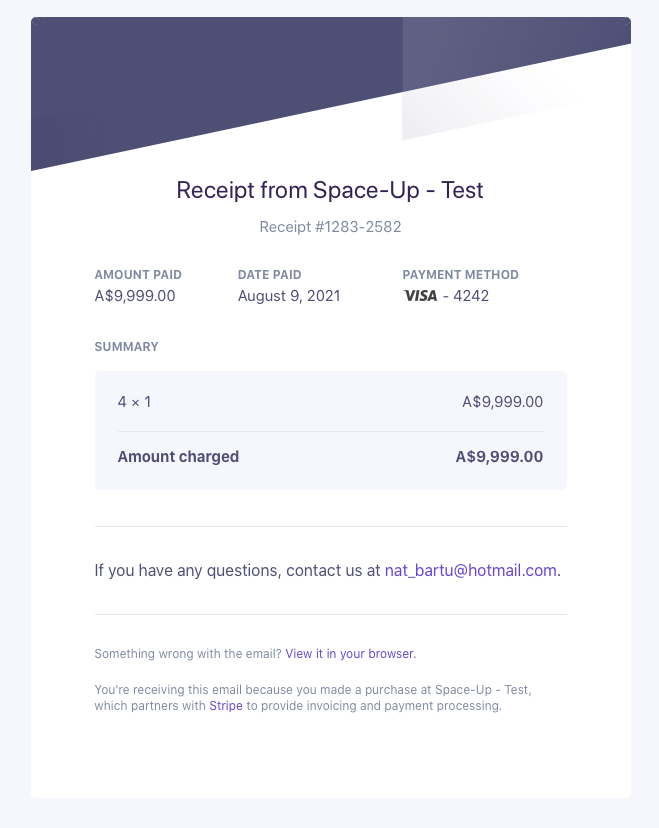 Receipt from Space-Up - Test
Receipt #1283-2582
AMOUNT PAID DATE PAID PAYMENT METHOD
A$9,999.00 August 9, 2021 VISA - 4242
SUMMARY
4 × 1 A$9,999.00
Amount charged A$9,999.00
If you have any questions, contact us at nat_bartu@hotmail.com.
Something wrong with the email? View it in your browser.
You're receiving this email because you made a purchase at Space-Up - Test,
which partners with Stripe to provide invoicing and payment processing.